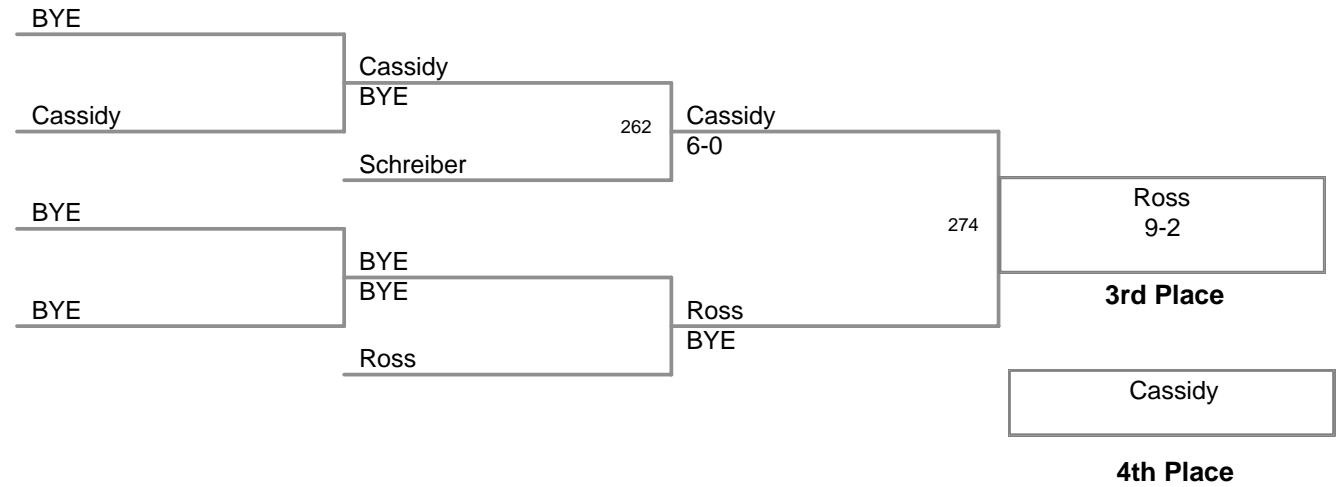 BYE
Cassidy
BYE
Cassidy
262
Cassidy
6-0
Schreiber
BYE
Ross
9-2
274
BYE
BYE
3rd Place
BYE
Ross
BYE
Ross
Cassidy
4th Place